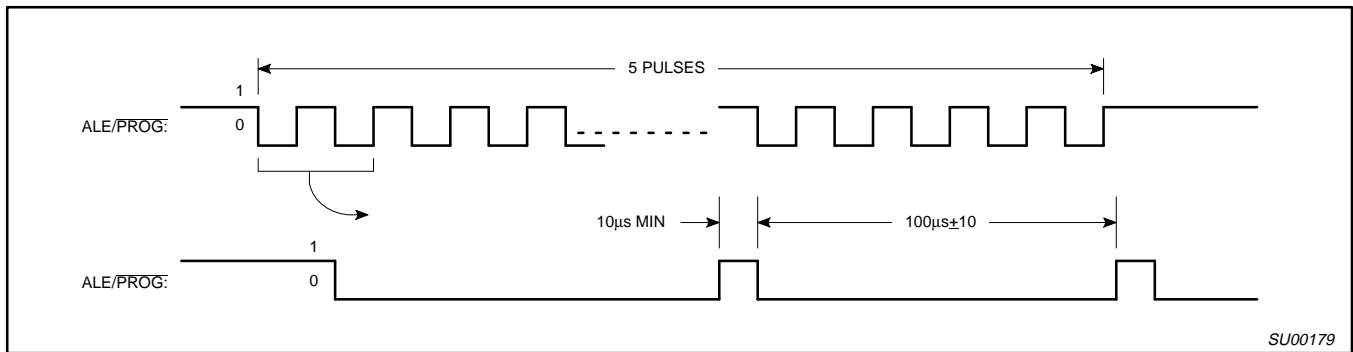 5 PULSES
1
ALE/PROG:
0
10µs MIN
100µs±10
1
ALE/PROG:
0
SU00179